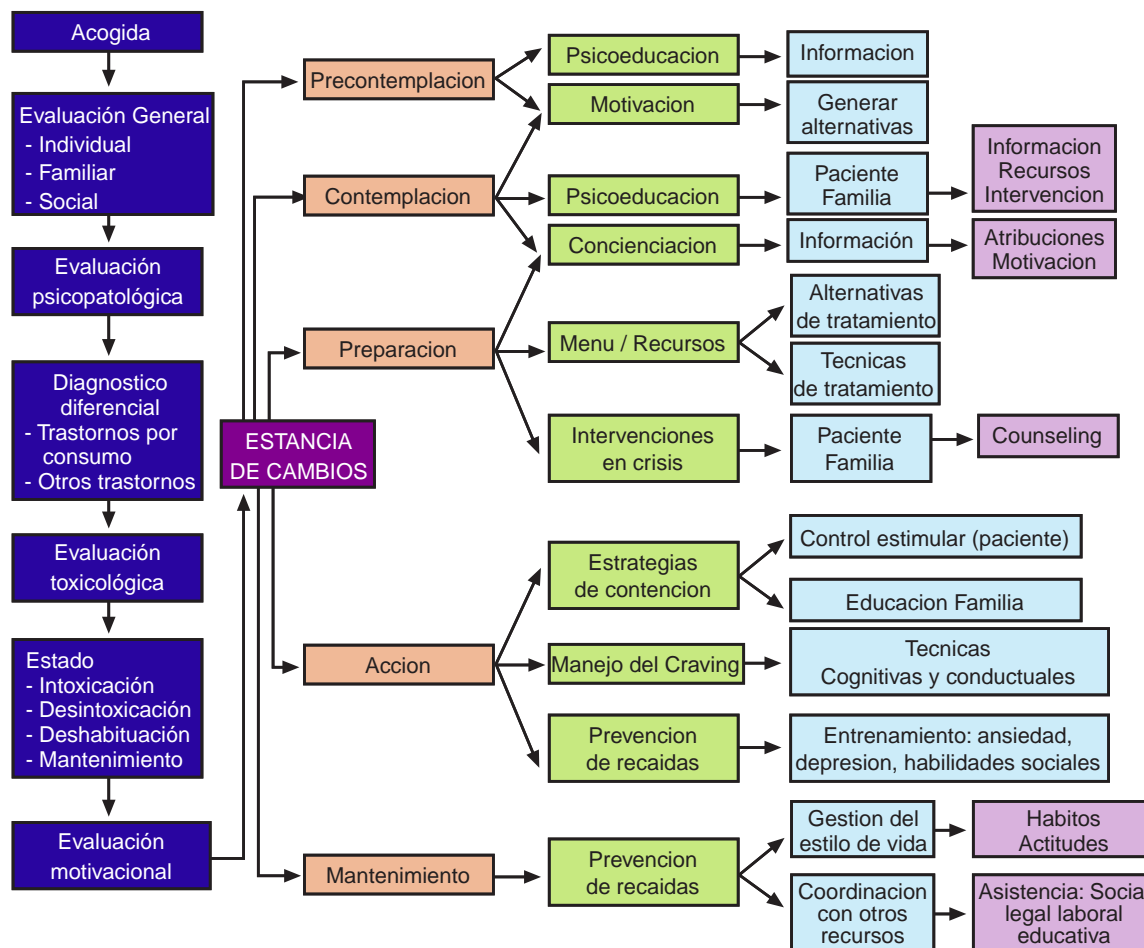 Acogida
Evaluación General
- Individual
- Familiar
- Social
Evaluación
psicopatológica
Diagnostico
diferencial
- Trastornos por
consumo
- Otros trastornos
Evaluación
toxicológica
Estado
- Intoxicación
- Desintoxicación
- Deshabituación
- Mantenimiento
Evaluación
motivacional
ESTANCIA
DE CAMBIOS
Precontemplacion
Contemplacion
Preparacion
Accion
Mantenimiento
Psicoeducacion
Motivacion
Psicoeducacion
Concienciacion
Menu / Recursos
Intervenciones
en crisis
Estrategias
de contencion
Manejo del Craving
Prevencion
de recaidas
Prevencion
de recaidas
Informacion
Generar
alternativas
Paciente
Familia
Información
Alternativas
de tratamiento
Tecnicas
de tratamiento
Paciente
Familia
Control estimular (paciente)
Educacion Familia
Tecnicas
Cognitivas y conductuales
Entrenamiento: ansiedad,
depresion, habilidades sociales
Gestion del
estilo de vida
Coordinacion
con otros
recursos
Informacion
Recursos
Intervencion
Atribuciones
Motivacion
Counseling
Habitos
Actitudes
Asistencia: Social
legal laboral
educativa